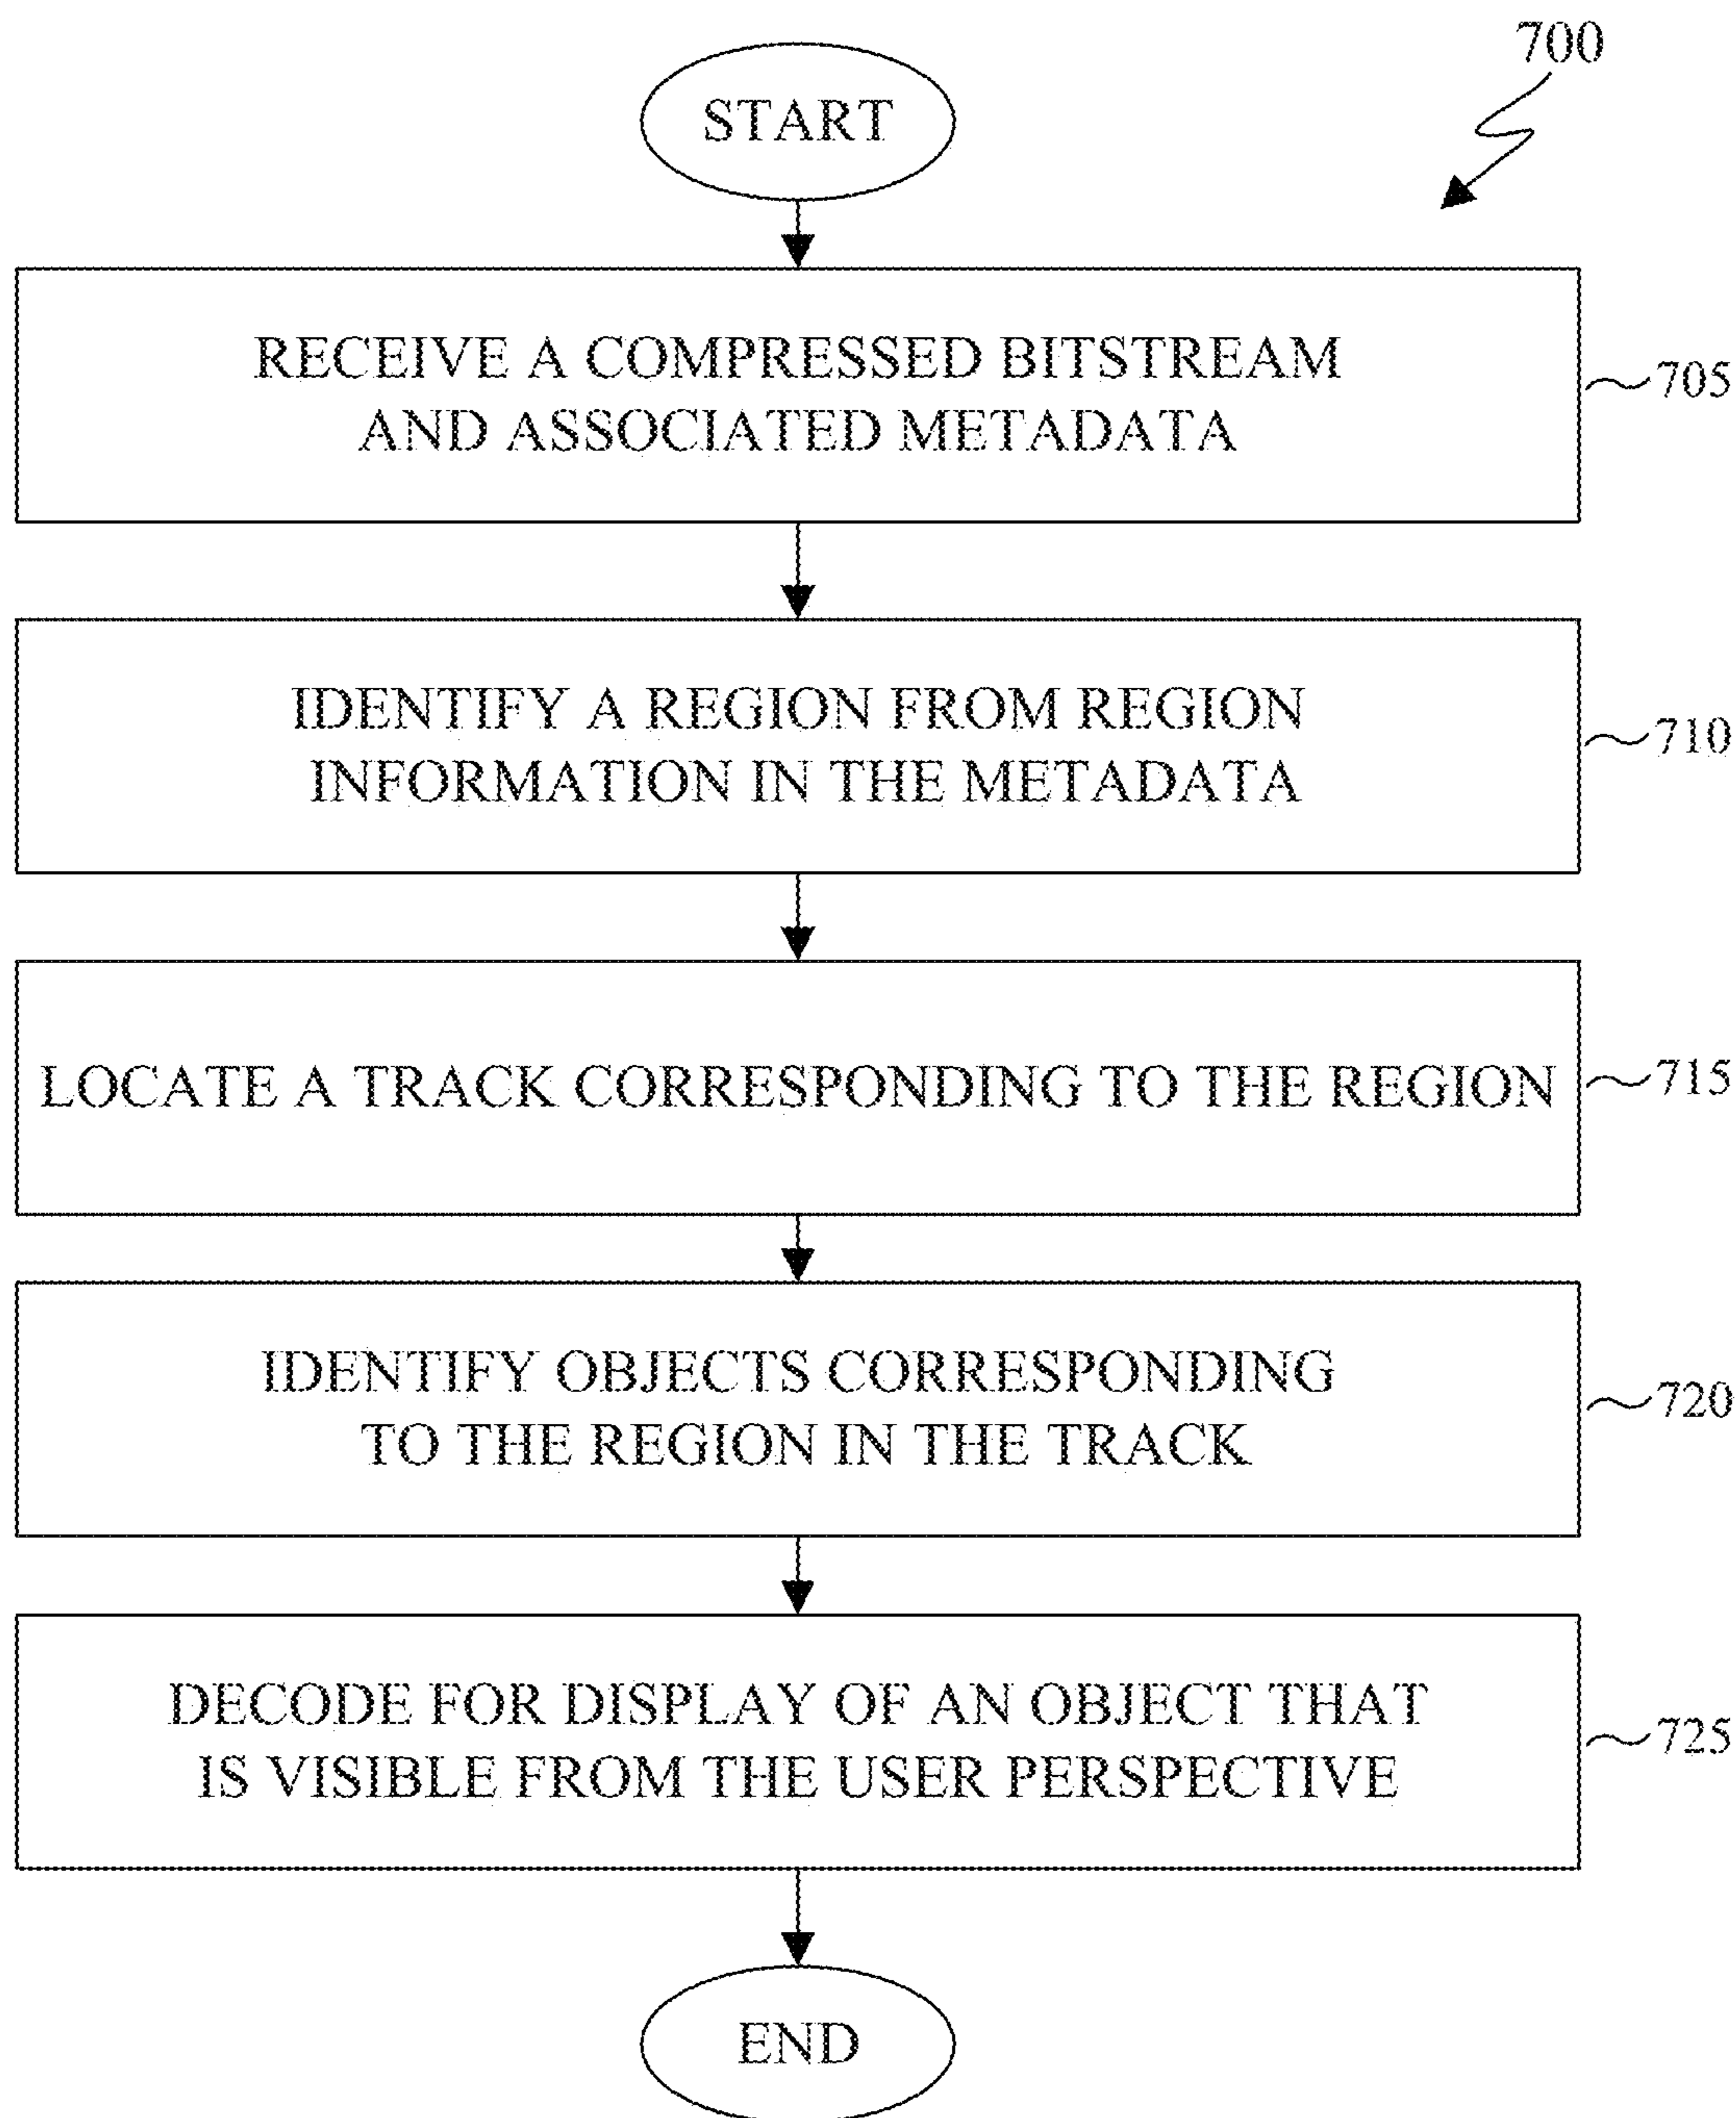 700
START
RECEIVE A COMPRESSED BITSTREAM
AND ASSOCIATED METADATA
705
IDENTIFY A REGION FROM REGION
INFORMATION IN THE METADATA
710
LOCATE A TRACK CORRESPONDING TO THE REGION
715
IDENTIFY OBJECTS CORRESPONDING
TO THE REGION IN THE TRACK
720
DECODE FOR DISPLAY OF AN OBJECT THAT
IS VISIBLE FROM THE USER PERSPECTIVE
725
END